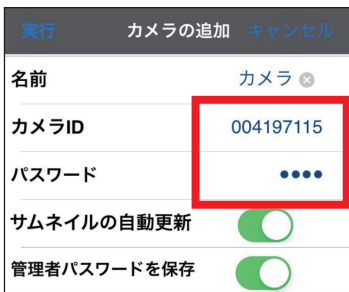 実行 カメラの追加 キャンセル
名前 カメラ
カメラID 004197115
パスワード ••••
サムネイルの自動更新
管理者パスワードを保存